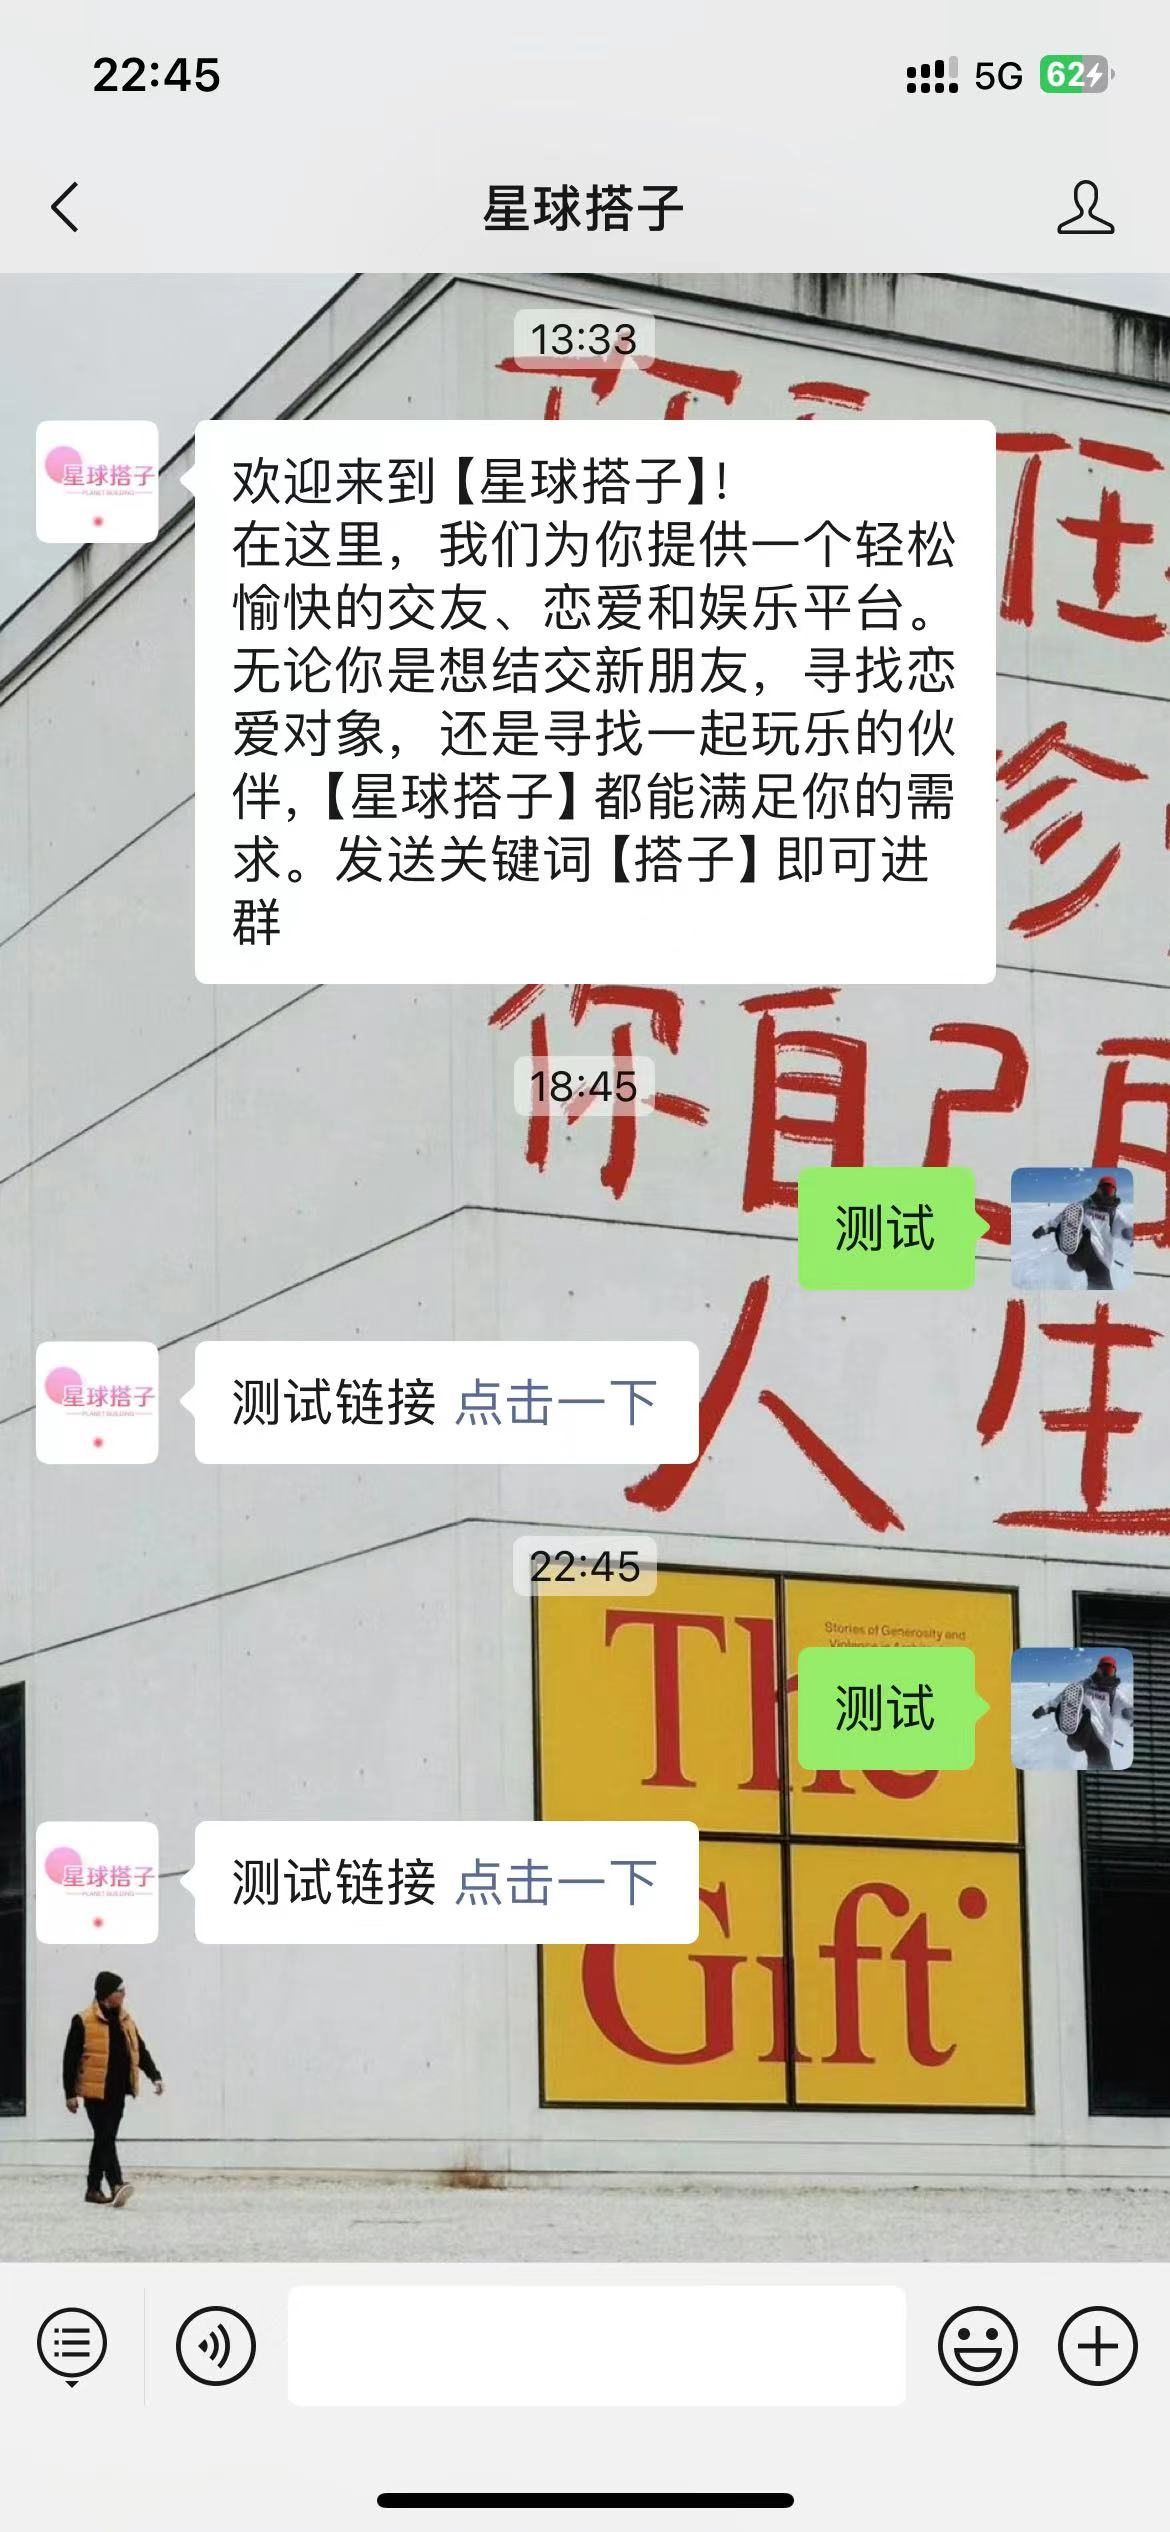 22:45
5G
62
星球搭子
13:33
星球搭子
PLANET BUILDING
欢迎来到【星球搭子】！
在这里，我们为你提供一个轻松
愉快的交友、恋爱和娱乐平台。
无论你是想结交新朋友，寻找恋
爱对象，还是寻找一起玩乐的伙
伴,【星球搭子】都能满足你的需
求。发送关键词【搭子】即可进
群
在
你自己
18:45
测试
星球搭子
PLANET BUILDING
测试链接 点击一下
人生
22:45
Stories of Generosity and
The
测试
星球搭子
PLANET BUILDING
测试链接 点击一下
Gift